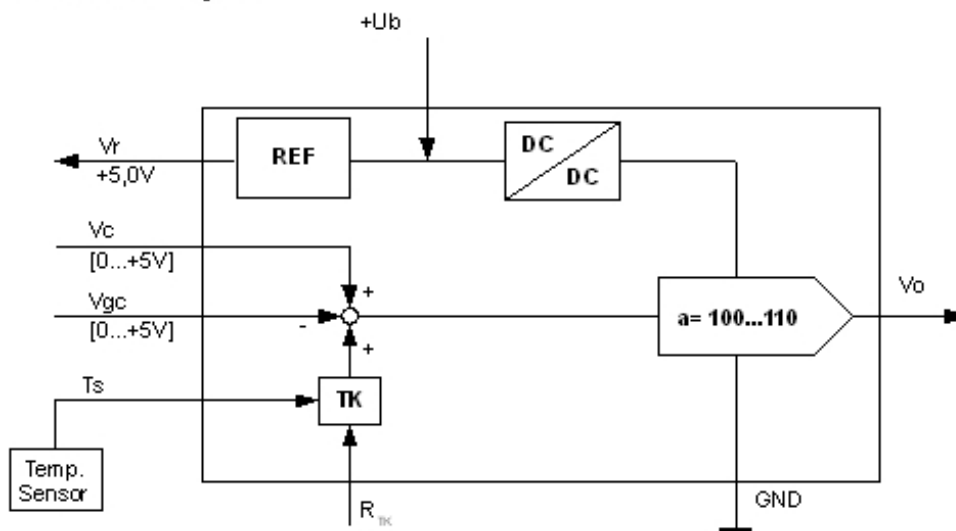 +Ub
Vr
+5,0V
REF
DC
DC
Vc
[0...+5V]
+
Vgc
[0...+5V]
-
+
a= 100...110
Vo
Ts
TK
Temp.
Sensor
R TK
GND